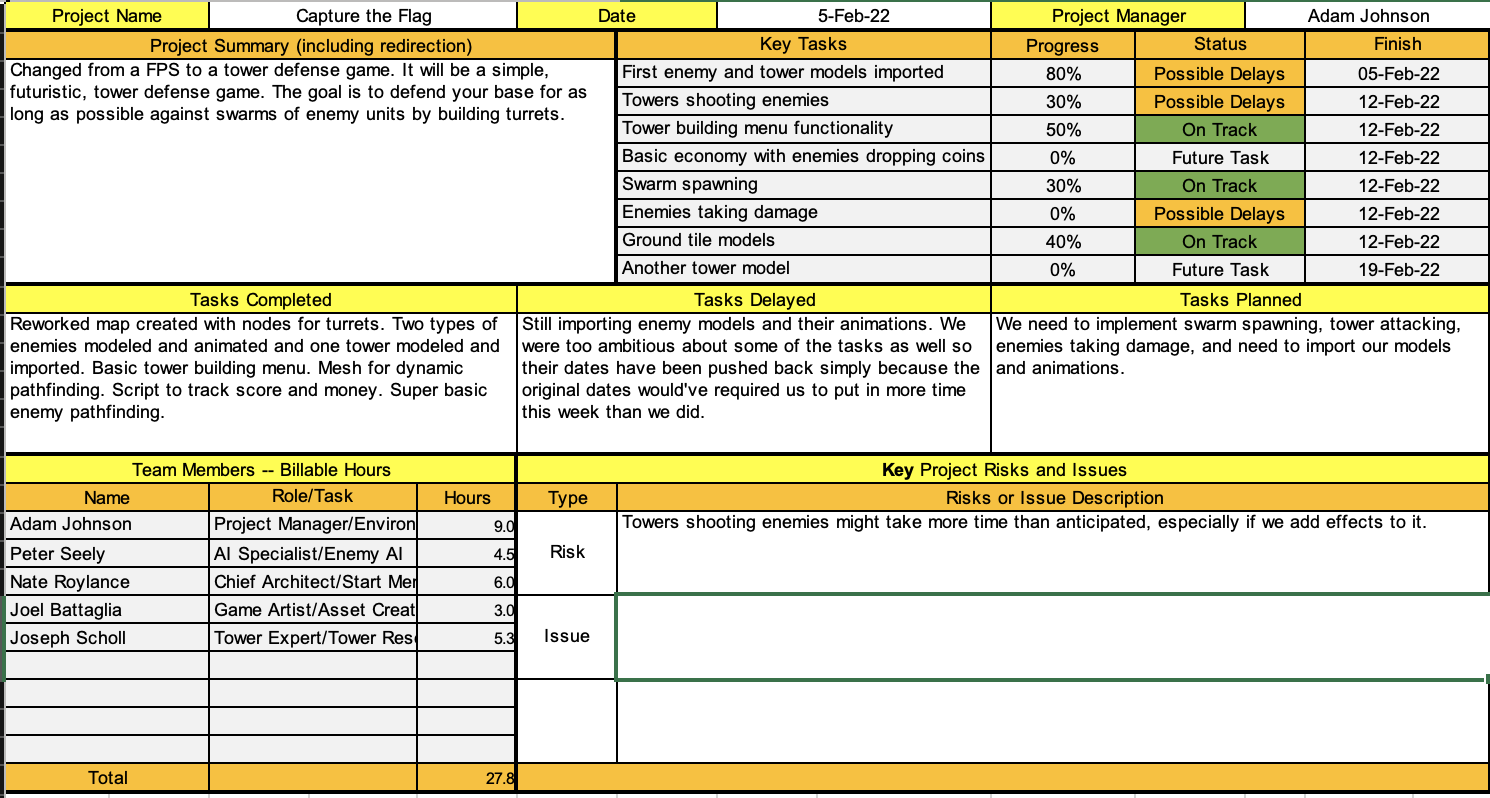 Project Name Capture the Flag Date 5-Feb-22 Project Manager Adam Johnson
Project Summary (including redirection) Key Tasks Progress Status Finish
Changed from a FPS to a tower defense game. It will be a simple,
futuristic, tower defense game. The goal is to defend your base for as
long as possible against swarms of enemy units by building turrets.
First enemy and tower models imported 80% Possible Delays 05-Feb-22
Towers shooting enemies 30% Possible Delays 12-Feb-22
Tower building menu functionality 50% On Track 12-Feb-22
Basic economy with enemies dropping coins 0% Future Task 12-Feb-22
Swarm spawning 30% On Track 12-Feb-22
Enemies taking damage 0% Possible Delays 12-Feb-22
Ground tile models 40% On Track 12-Feb-22
Another tower model 0% Future Task 19-Feb-22
Tasks Completed Tasks Delayed Tasks Planned
Reworked map created with nodes for turrets. Two types of
enemies modeled and animated and one tower modeled and
imported. Basic tower building menu. Mesh for dynamic
pathfinding. Script to track score and money. Super basic
enemy pathfinding.
Still importing enemy models and their animations. We
were too ambitious about some of the tasks as well so
their dates have been pushed back simply because the
original dates would've required us to put in more time
this week than we did.
We need to implement swarm spawning, tower attacking,
enemies taking damage, and need to import our models
and animations.
Team Members -- Billable Hours Key Project Risks and Issues
Name Role/Task Hours Type Risks or Issue Description
Adam Johnson Project Manager/Environ 9.0
Peter Seely AI Specialist/Enemy AI 4.5
Nate Roylance Chief Architect/Start Men 6.0
Joel Battaglia Game Artist/Asset Creat 3.0
Joseph Scholl Tower Expert/Tower Rese 5.3
Risk Towers shooting enemies might take more time than anticipated, especially if we add effects to it.
Issue
Total 27.8